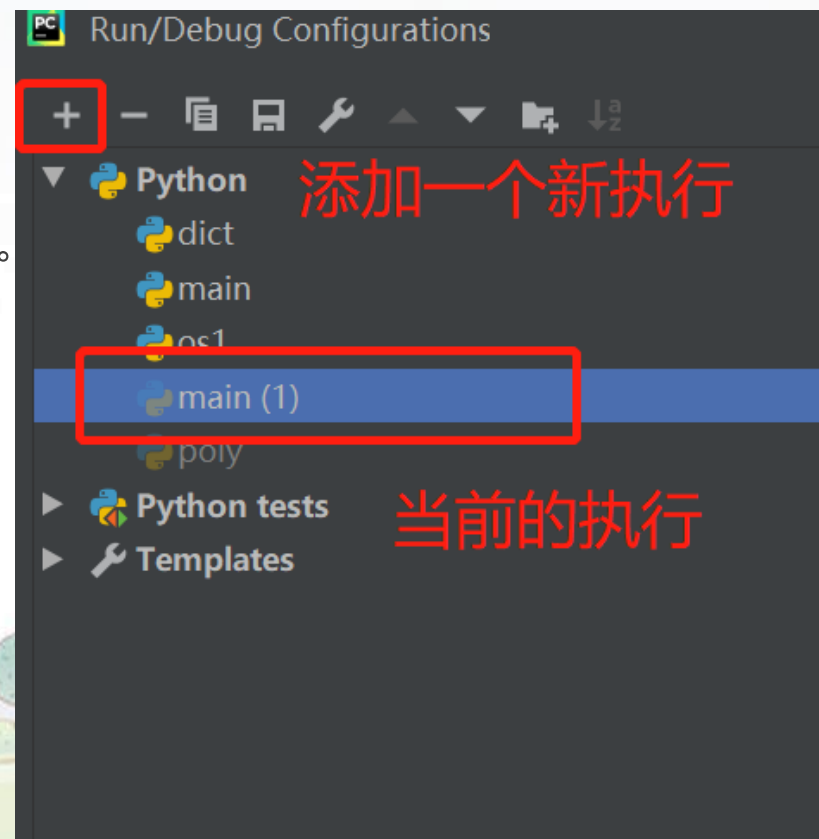 PC Run/Debug Configurations
Python
添加一个新执行
dict
。
main
os1
main (1)
poly
Python tests
当前的执行
Templates